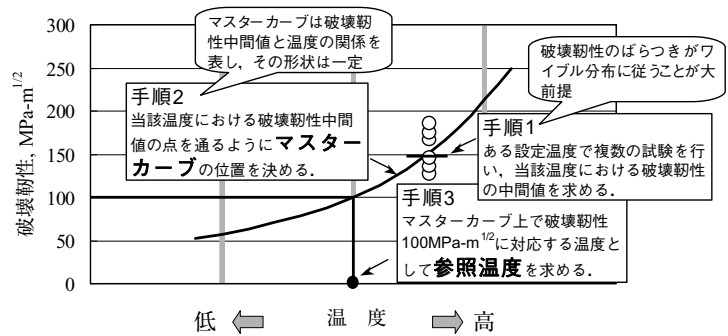 マスターカーブは破壊靭
性中間値と温度の関係を
表し，その形状は一定
破壊靭性のばらつきがワ
イブル分布に従うことが大
前提
手順2
当該温度における破壊靭性中間
値の点を通るようにマスター
カーブの位置を決める．
手順1
ある設定温度で複数の試験を行
い，当該温度における破壊靭性
の中間値を求める．
手順3
マスターカーブ上で破壊靭性
100MPa-m1/2に対応する温度と
して参照温度を求める．
破壊靭性, MPa-m1/2
300
250
200
150
100
50
0
低 温 度 高